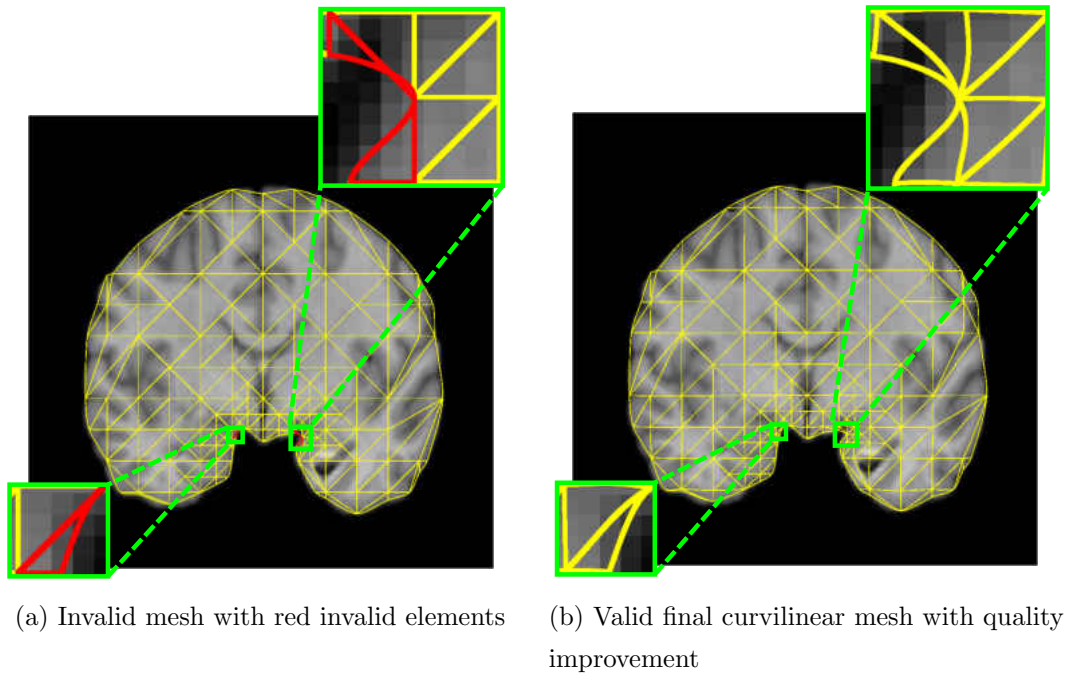 (a) Invalid mesh with red invalid elements
(b) Valid final curvilinear mesh with quality
improvement